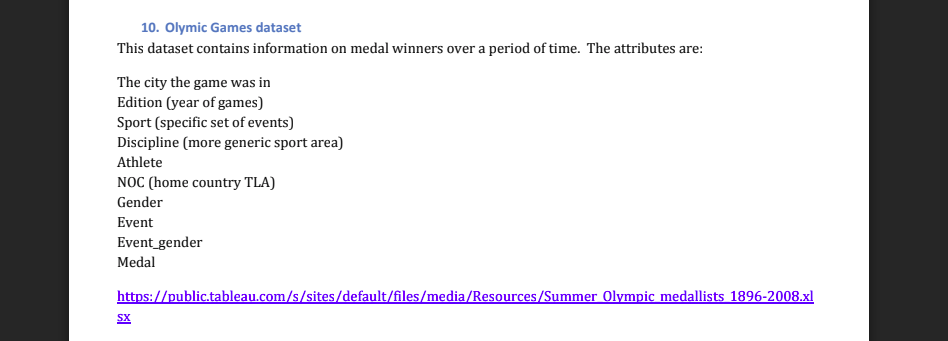 10. Olymic Games dataset
This dataset contains information on medal winners over a period of time.  The attributes are:
The city the game was in
Edition (year of games)
Sport (specific set of events)
Discipline (more generic sport area)
Athlete
NOC (home country TLA)
Gender
Event
Event_gender
Medal
https://public.tableau.com/s/sites/default/files/media/Resources/Summer_Olympic_medallists_1896-2008.xl
sx